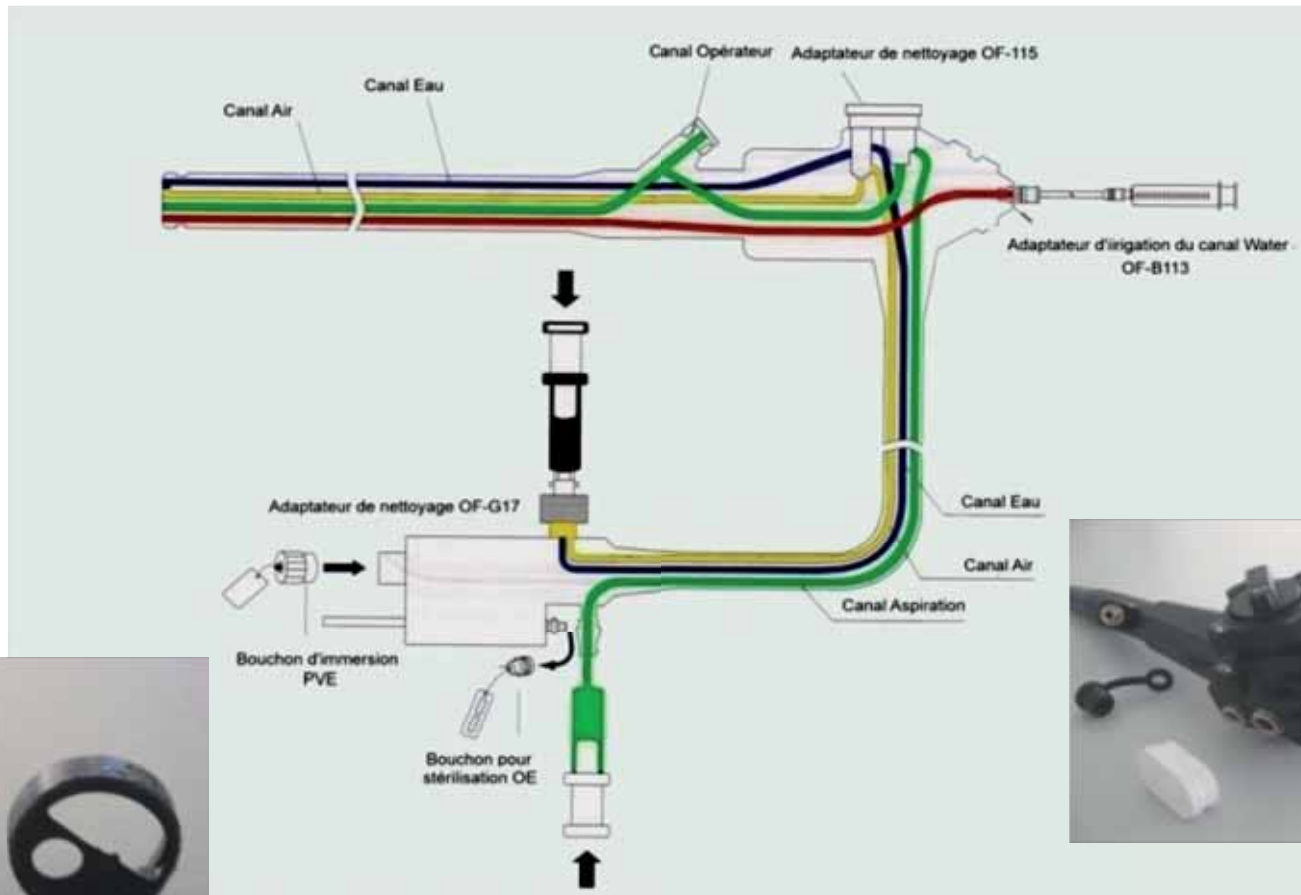 Canal Opérateur
Adaptateur de nettoyage OF-115
Canal Eau
Canal Air
Adaptateur d'iirigation du canal Water
OF-B113
Adaptateur de nettoyage OF-G17
Canal Eau
Canal Air
Canal Aspiration
Bouchon d'immersion
PVE
Bouchon pour
stérilisation OE